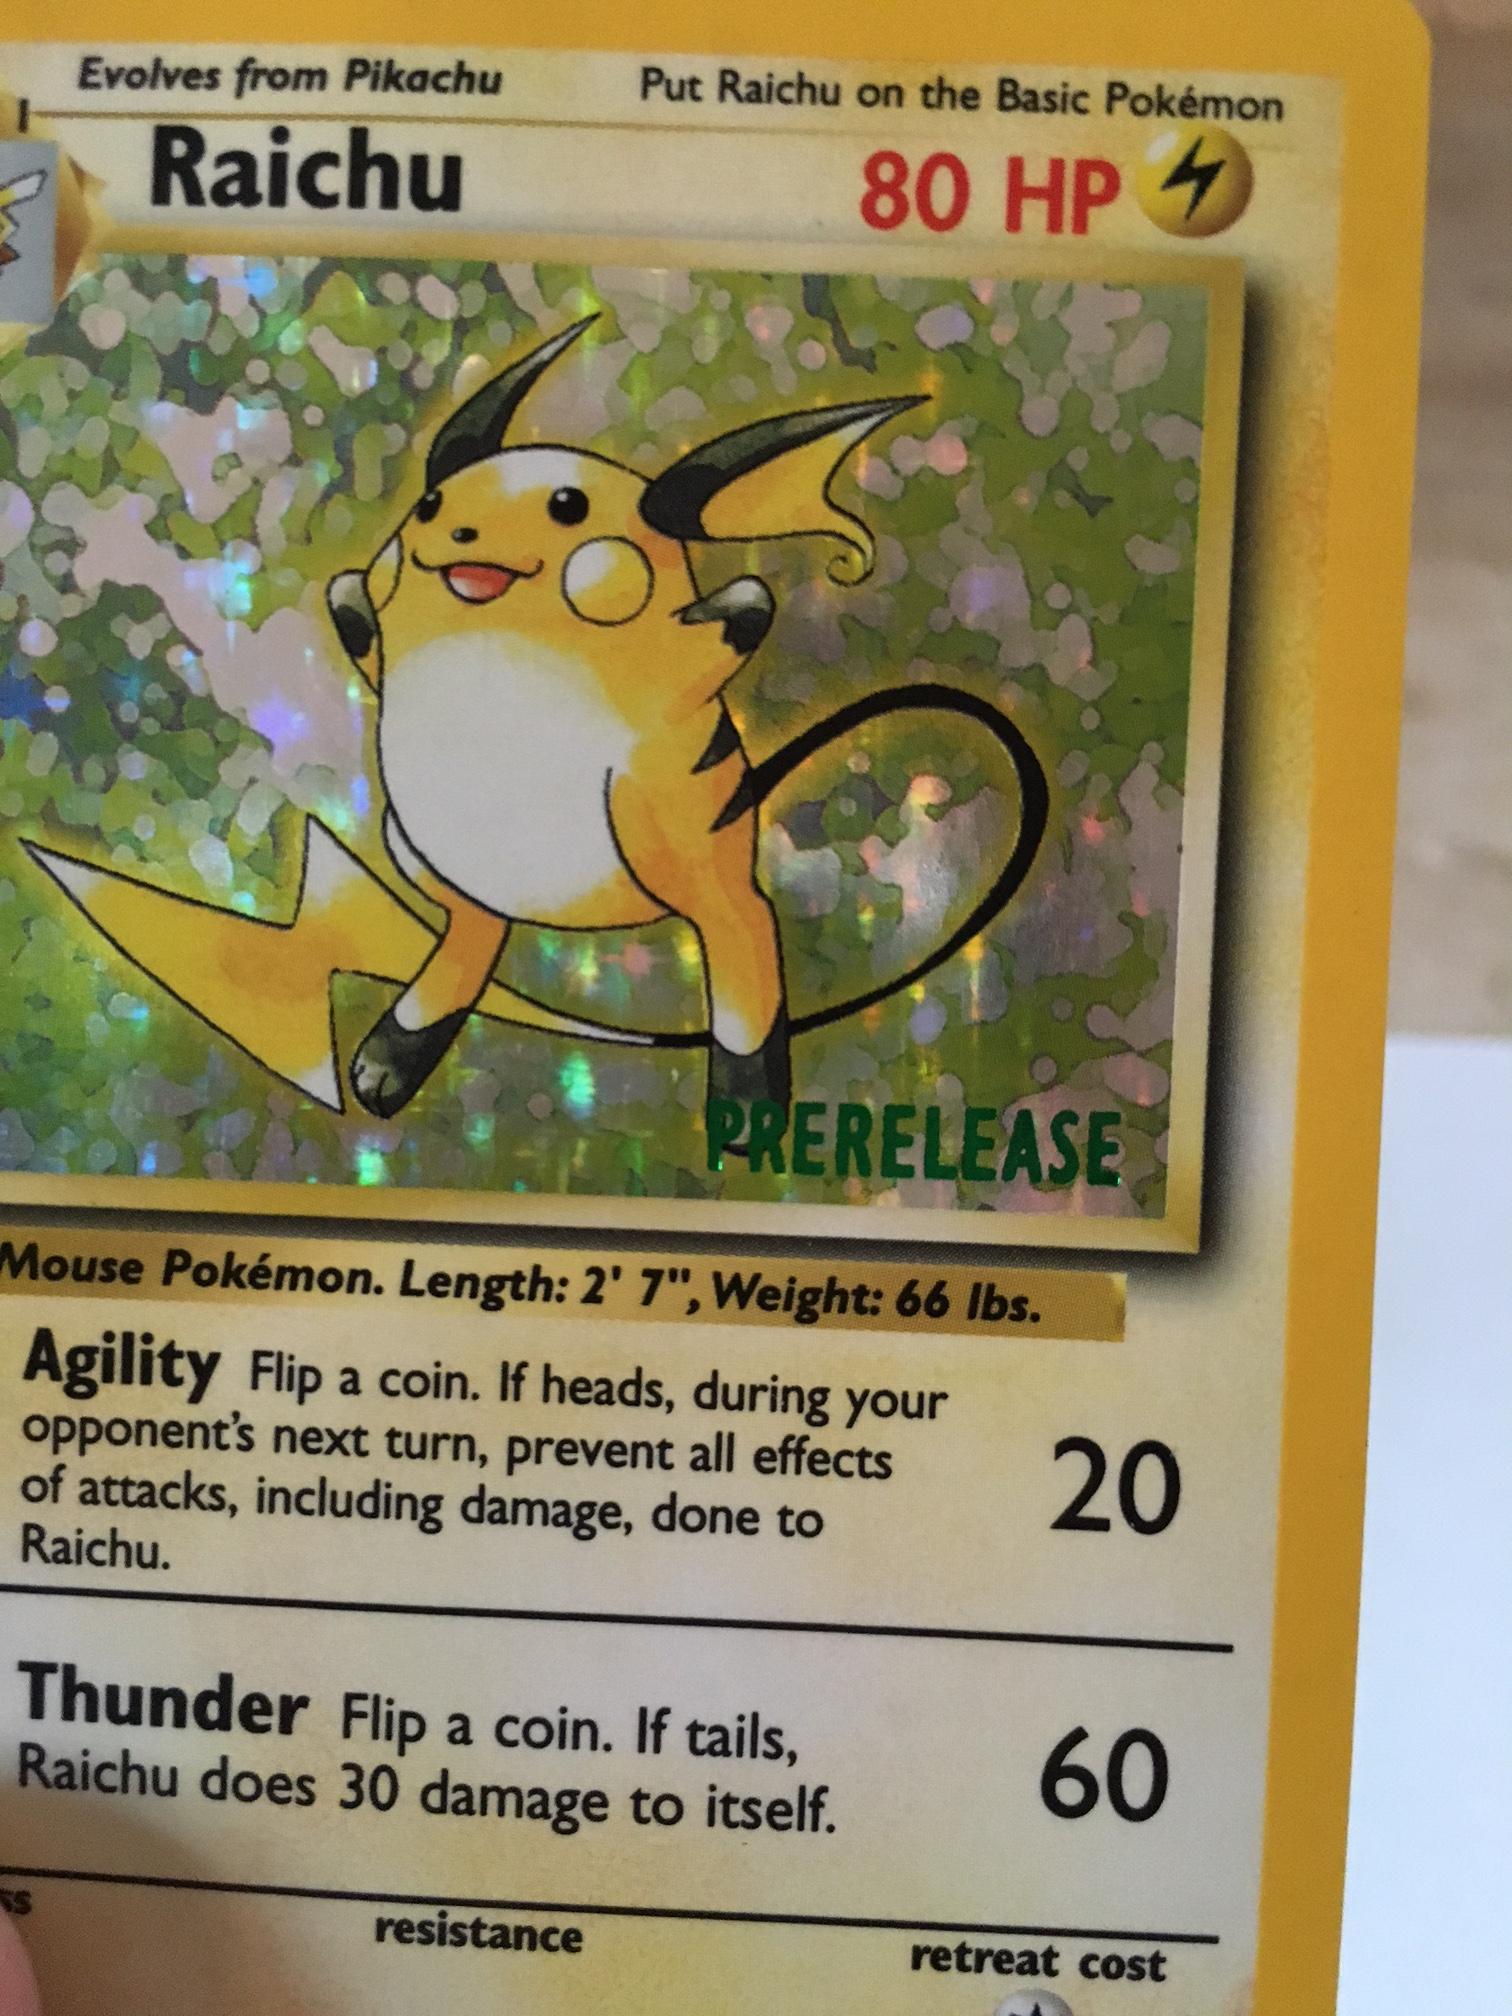 Evolves from Pikachu Put Raichu on the Basic Pokémon
Raichu 80 HP
PRERELEASE
Mouse Pokémon. Length: 2' 7", Weight: 66 lbs.
Agility Flip a coin. If heads, during your
opponent's next turn, prevent all effects
of attacks, including damage, done to
Raichu.
20
Thunder Flip a coin. If tails,
Raichu does 30 damage to itself.
60
resistance retreat cost